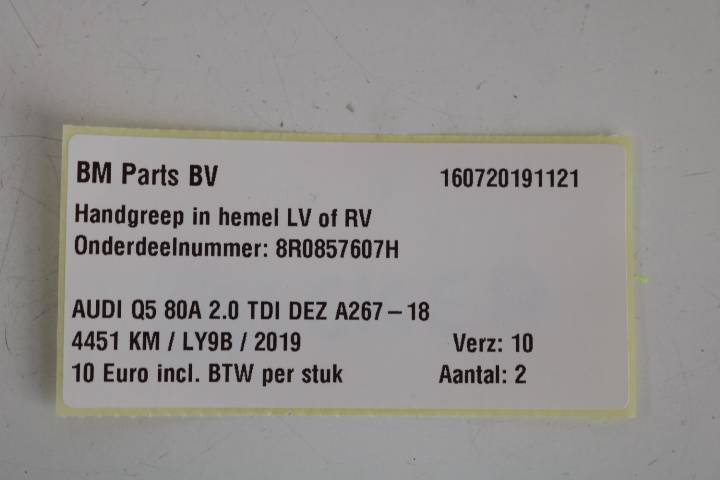 BM Parts BV 160720191121
Handgreep in hemel LV of RV
Onderdeelnummer: 8R0857607H
AUDI Q5 80A 2.0 TDI DEZ A267-18
4451 KM / LY9B / 2019 Verz: 10
10 Euro incl. BTW per stuk Aantal: 2